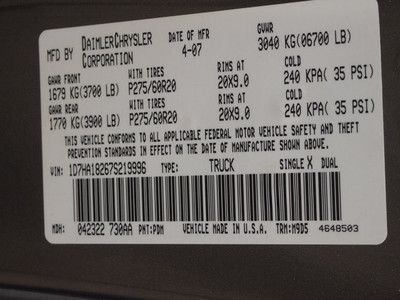 MFD BY DAIMLERCHRYSLER CORPORATION DATE OF MFR 4-07 GVWR 3040 KG(06700 LB)
GAWR FRONT WITH TIRES RIMS AT COLD
1679 KG(3700 LB) P275/60R20 20X9.0 240 KPA( 35 PSI)
GAWR REAR WITH TIRES RIMS AT COLD
1770 KG(3900 LB) P275/60R20 20X9.0 240 KPA( 35 PSI)
THIS VEHICLE CONFORMS TO ALL APPLICABLE FEDERAL MOTOR VEHICLE SAFETY AND THEFT
PREVENTION STANDARDS IN EFFECT ON THE DATE OF MANUFACTURE SHOWN ABOVE.
VIN: 1D7HA18267S219996 TYPE: TRUCK SINGLE X DUAL
MDH: 042322 730AA PNT:PDM VEHICLE MADE IN U.S.A. TRM:M9D5 4648503